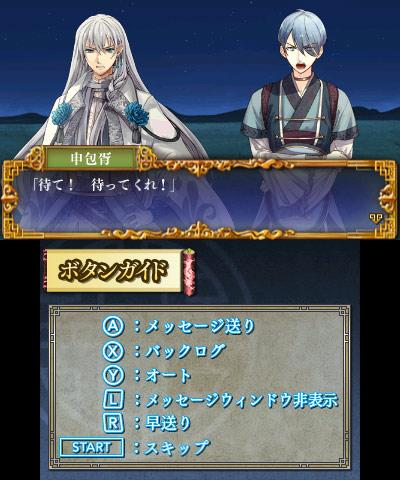 申包胥
「待て！　待ってくれ！」
ボタンガイド
A：メッセージ送り
X：バックログ
Y：オート
L：メッセージウィンドウ非表示
R：早送り
START：スキップ